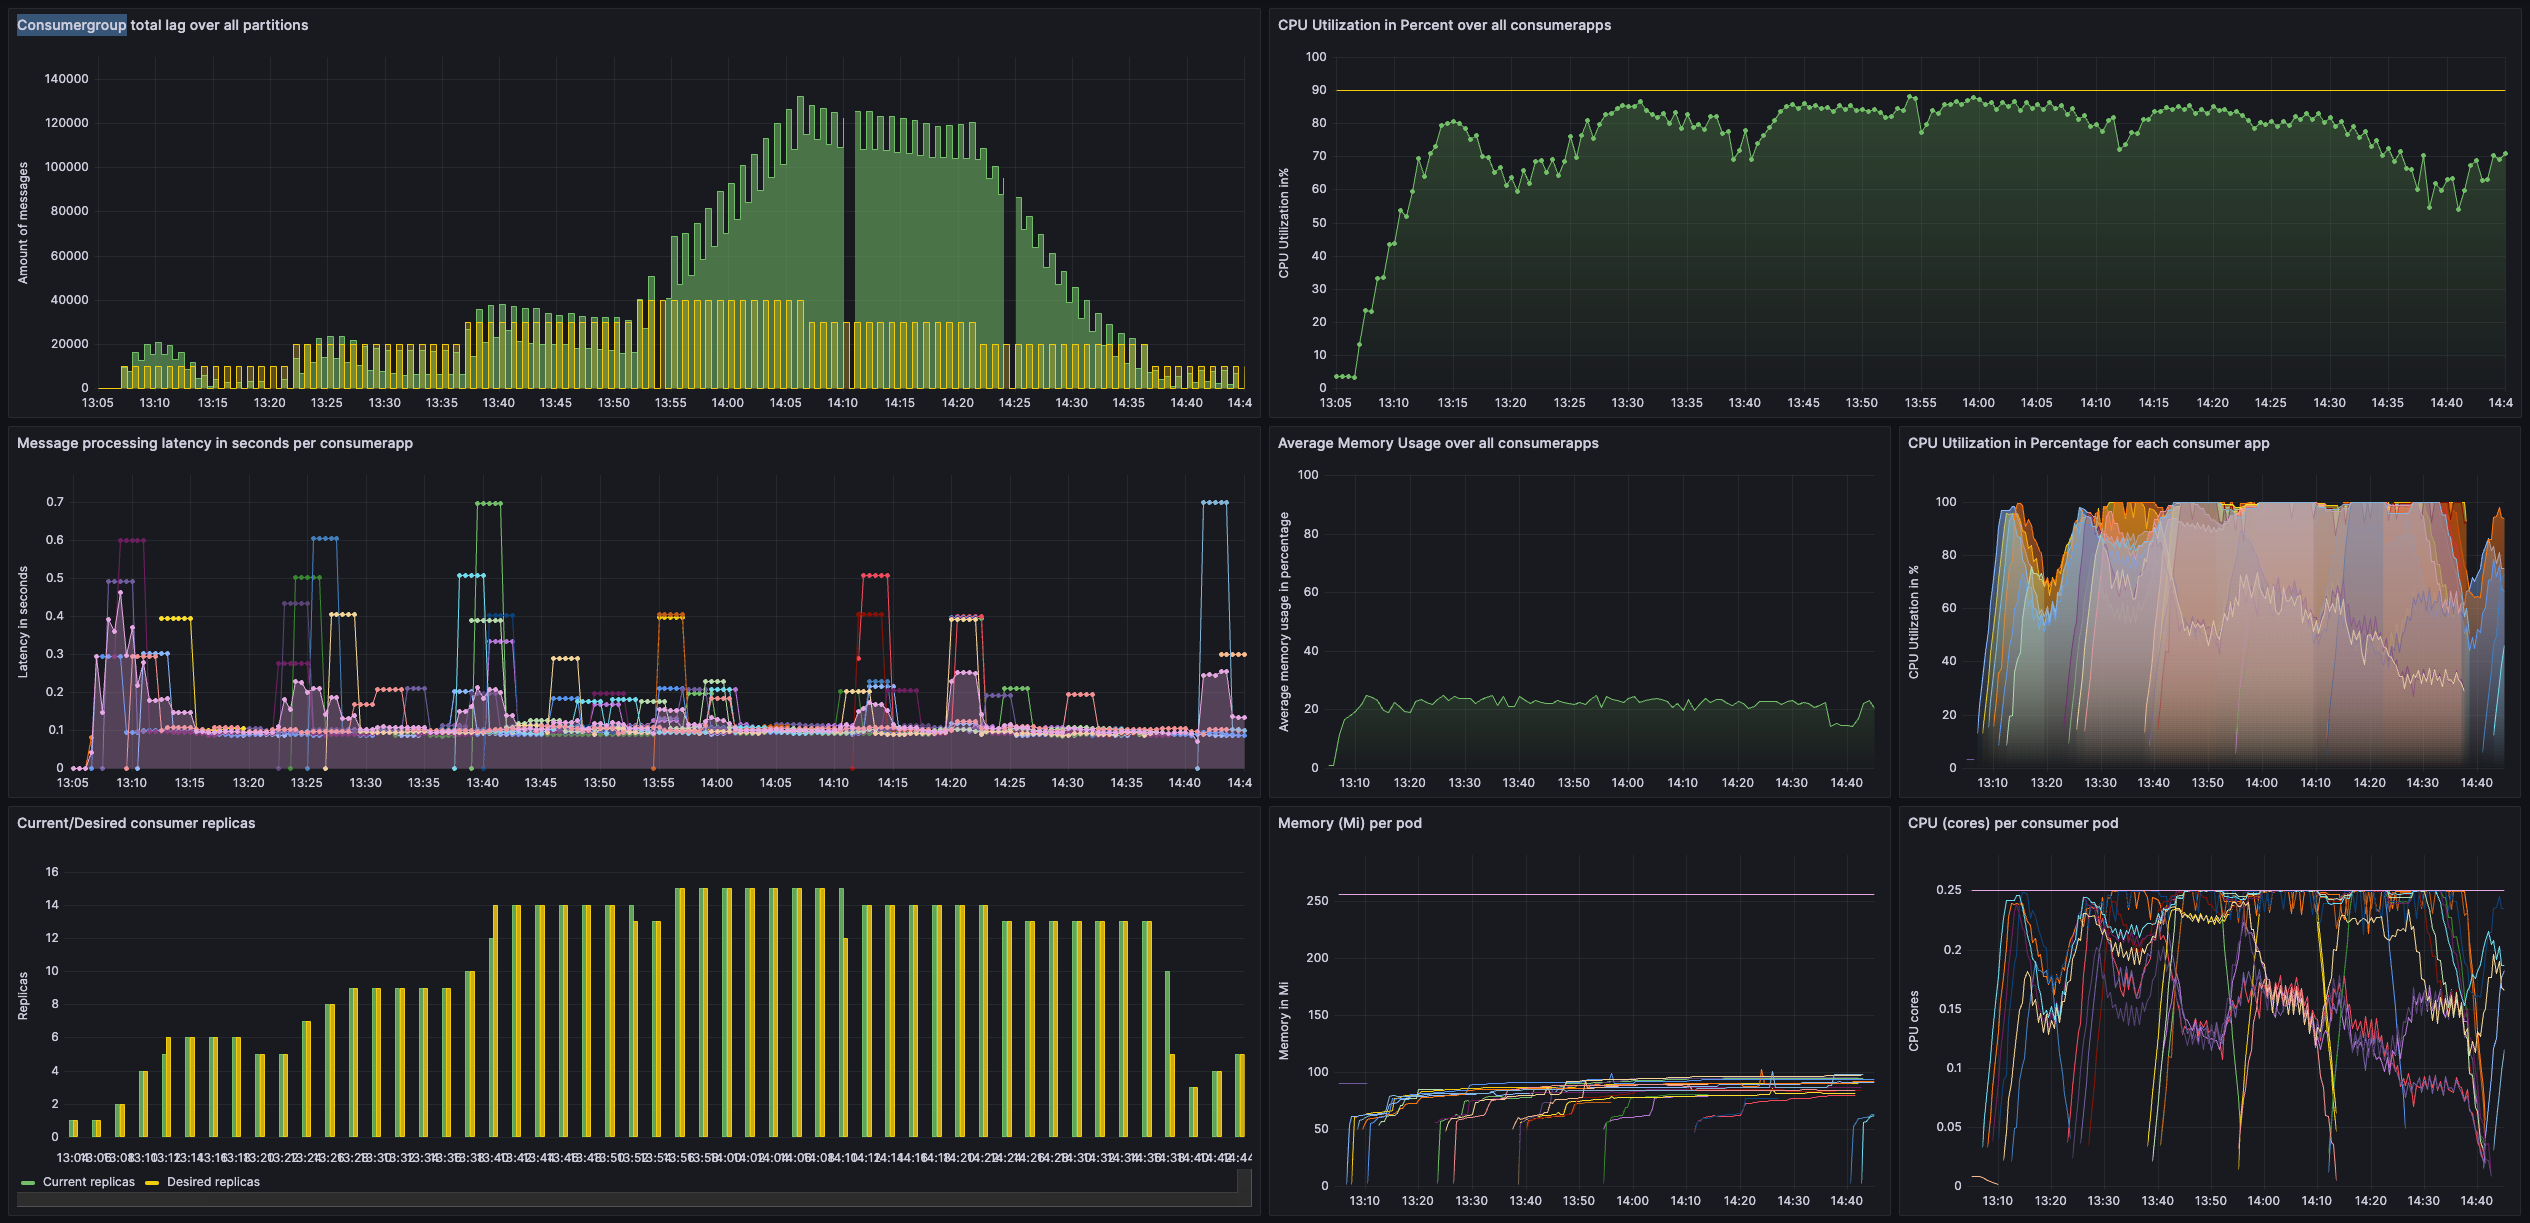 Consumergroup total lag over all partitions
Amount of messages
140000
120000
100000
80000
60000
40000
20000
0
13:05 13:10 13:15 13:20 13:25 13:30 13:35 13:40 13:45 13:50 13:55 14:00 14:05 14:10 14:15 14:20 14:25 14:30 14:35 14:40 14:4
CPU Utilization in Percent over all consumerapps
CPU Utilization in%
100
90
80
70
60
50
40
30
20
10
0
13:05 13:10 13:15 13:20 13:25 13:30 13:35 13:40 13:45 13:50 13:55 14:00 14:05 14:10 14:15 14:20 14:25 14:30 14:35 14:40 14:4
Message processing latency in seconds per consumerapp
Latency in seconds
0.7
0.6
0.5
0.4
0.3
0.2
0.1
0
13:05 13:10 13:15 13:20 13:25 13:30 13:35 13:40 13:45 13:50 13:55 14:00 14:05 14:10 14:15 14:20 14:25 14:30 14:35 14:40 14:4
Average Memory Usage over all consumerapps
Average memory usage in percentage
100
80
60
40
20
0
13:10 13:20 13:30 13:40 13:50 14:00 14:10 14:20 14:30 14:40
CPU Utilization in Percentage for each consumer app
CPU Utilization in %
100
80
60
40
20
0
13:10 13:20 13:30 13:40 13:50 14:00 14:10 14:20 14:30 14:40
Current/Desired consumer replicas
Replicas
16
14
12
10
8
6
4
2
0
Current replicas Desired replicas
Memory (Mi) per pod
Memory in Mi
250
200
150
100
50
0
13:10 13:20 13:30 13:40 13:50 14:00 14:10 14:20 14:30 14:40
CPU (cores) per consumer pod
CPU cores
0.25
0.2
0.15
0.1
0.05
0
13:10 13:20 13:30 13:40 13:50 14:00 14:10 14:20 14:30 14:40